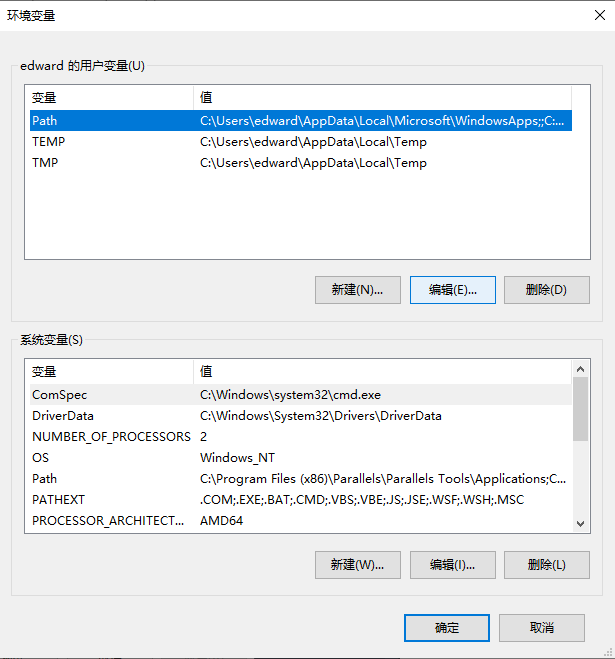 环境变量
edward 的用户变量(U)
变量 值
Path C:\Users\edward\AppData\Local\Microsoft\WindowsApps;;C:...
TEMP C:\Users\edward\AppData\Local\Temp
TMP C:\Users\edward\AppData\Local\Temp
新建(N)... 编辑(E)... 删除(D)
系统变量(S)
变量 值
ComSpec C:\Windows\system32\cmd.exe
DriverData C:\Windows\System32\Drivers\DriverData
NUMBER_OF_PROCESSORS 2
OS Windows_NT
Path C:\Program Files (x86)\Parallels\Parallels Tools\Applications;C...
PATHEXT .COM;.EXE;.BAT;.CMD;.VBS;.VBE;.JS;.JSE;.WSF;.WSH;.MSC
PROCESSOR_ARCHITECT... AMD64
新建(W)... 编辑(I)... 删除(L)
确定 取消